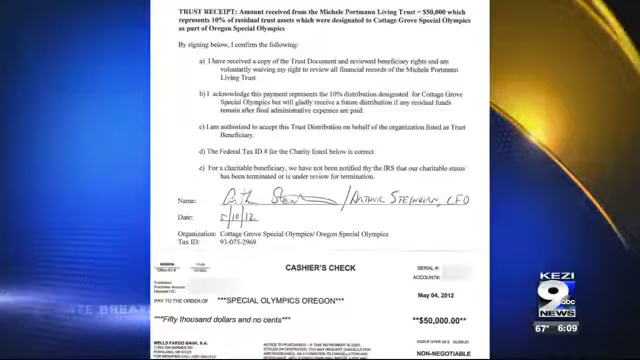 TRUST RECEIPT: Amount received from the Michele Portmann Living Trust = $50,000 which
represents 10% of residual trust assets which were designated to Cottage Grove Special Olympics
as part of Oregon Special Olympics
By signing below, I confirm the following:
a) I have received a copy of the Trust Document and reviewed beneficiary rights and am
voluntarily waiving my right to review all financial records of the Michele Portmann
Living Trust
b) I acknowledge this payment represents the 10% distribution designated for Cottage Grove
Special Olympics but will gladly receive a future distribution if any residual funds
remain after final administrative expenses are paid.
c) I am authorized to accept this Trust Distribution on behalf of the organization listed as Trust
Beneficiary.
d) The Federal Tax ID # for the Charity listed below is correct
e) For a charitable beneficiary, we have not been notified by the IRS that our charitable status
has been terminated or is under review for termination.
Name: / ARTHUR STEINHORN, CFO
Date: 5/10/12
Organization: Cottage Grove Special Olympics/ Oregon Special Olympics
Tax ID: 93-075-2969
CASHIER'S CHECK
SERIAL #:
ACCOUNT#:
May 04, 2012
PAY TO THE ORDER OF ***SPECIAL OLYMPICS OREGON***
***Fifty thousand dollars and no cents ***
**$50,000.00**
WELLS FARGO BANK, N.A.
NON-NEGOTIABLE
KEZI
9 abc
NEWS
67° 6:09